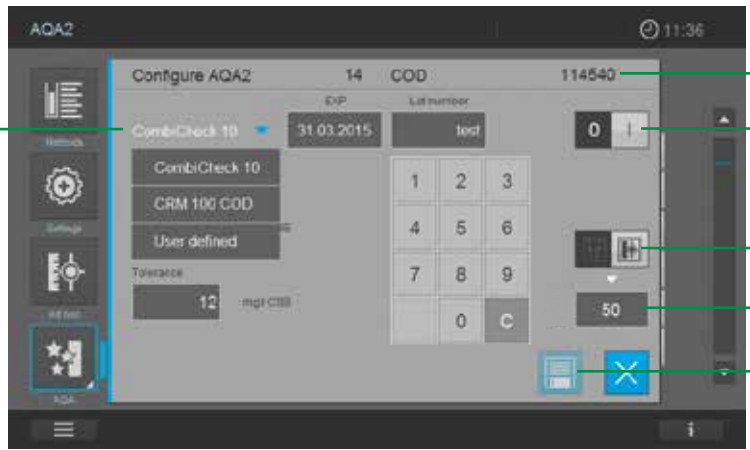 AQA2 11:36
Configure AQA2 14 COD 114540
EXP Lot number
CombiCheck 10 31.03.2015 test 0 I
Methods
CombiCheck 10
1 2 3
CRM 100 COD
4 5 6
Settings
User defined
7 8 9
Tolerance
12 mg/l CSB
50
0 C
AQA
i